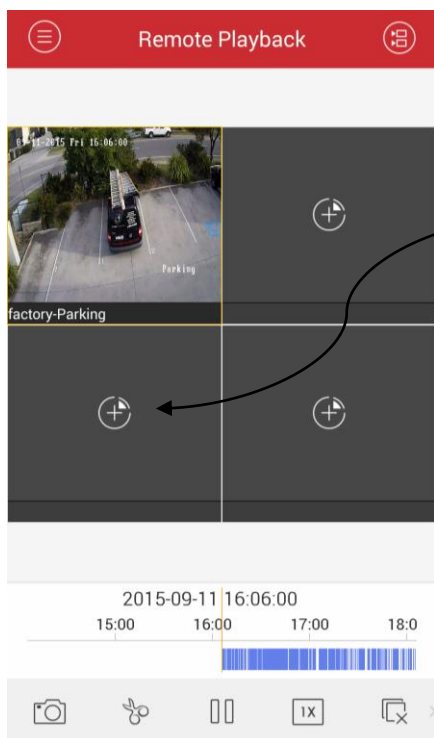 Remote Playback
09-11-2015 Fri 16:06:00
Parking
factory-Parking
2015-09-11 16:06:00
15:00 16:00 17:00 18:0
1X